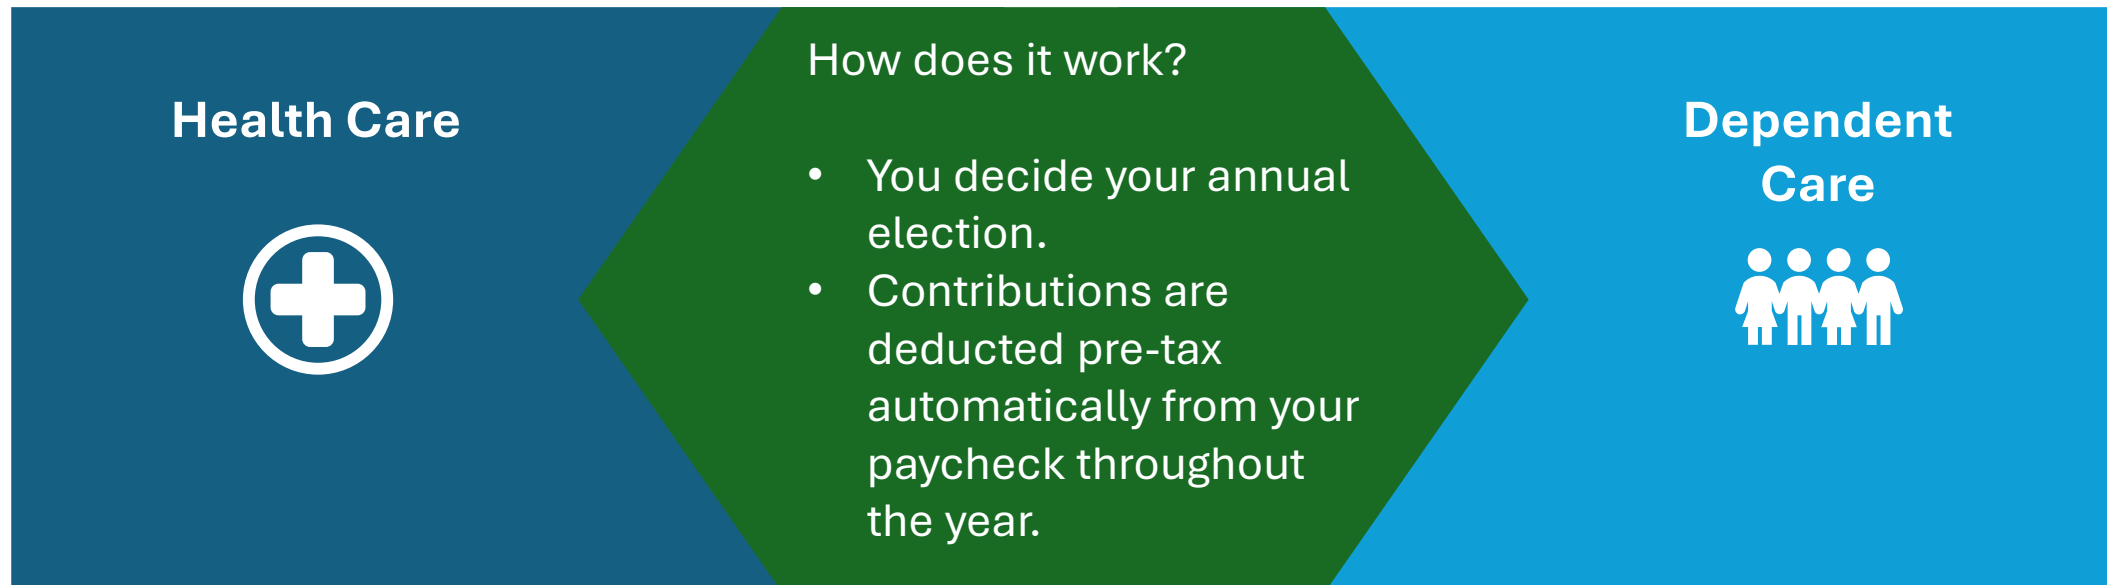 Health Care
How does it work?
• You decide your annual
election.
• Contributions are
deducted pre-tax
automatically from your
paycheck throughout
the year.
Dependent
Care